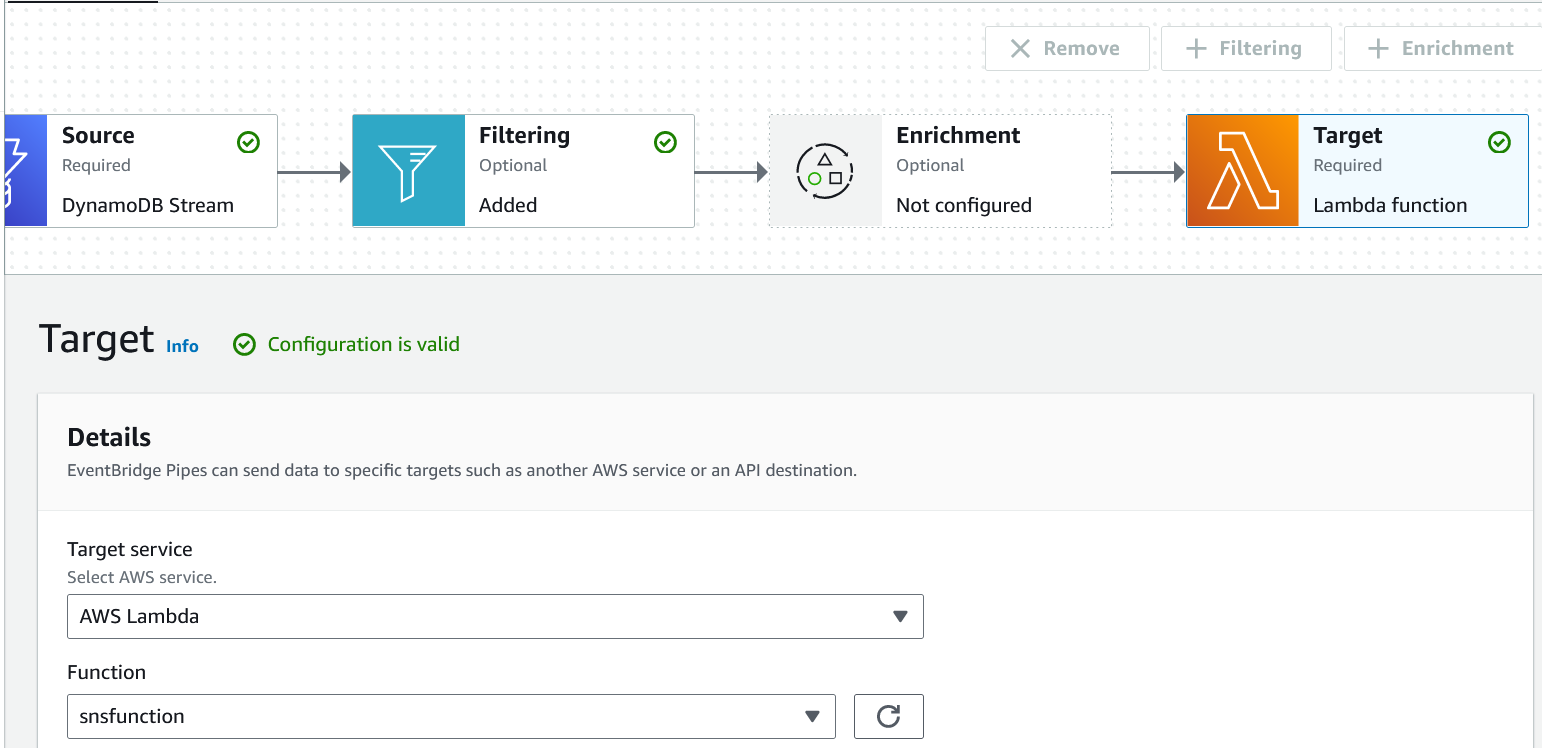 Remove
Filtering
Enrichment
Source
Required
DynamoDB Stream
Filtering
Optional
Added
Enrichment
Optional
Not configured
Target
Required
Lambda function
Target Info Configuration is valid
Details
EventBridge Pipes can send data to specific targets such as another AWS service or an API destination.
Target service
Select AWS service.
AWS Lambda
Function
snsfunction